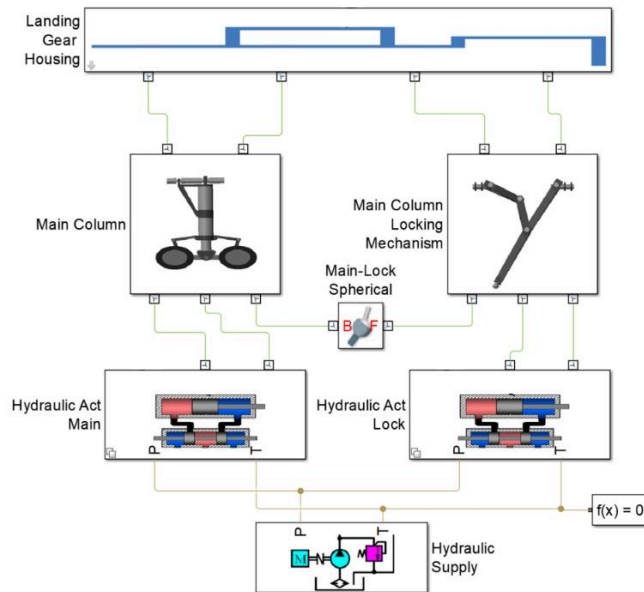 Landing
Gear
Housing
Main Column
Main Column
Locking
Mechanism
Main-Lock
Spherical
B F
Hydraulic Act
Main
P T
Hydraulic Act
Lock
P T
f(x) = 0
P T
M N
Hydraulic
Supply